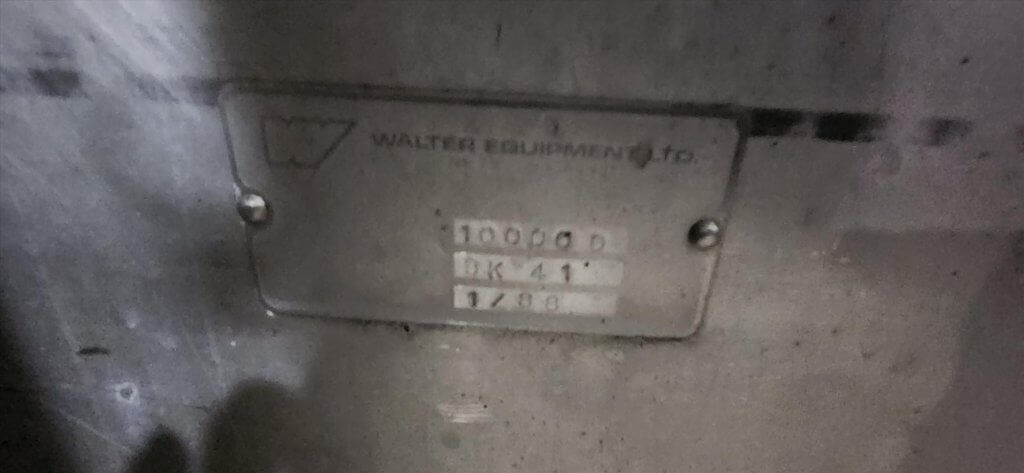 W
WALTER EQUIPMENT LTD.
10000 D
DK 41
1/88